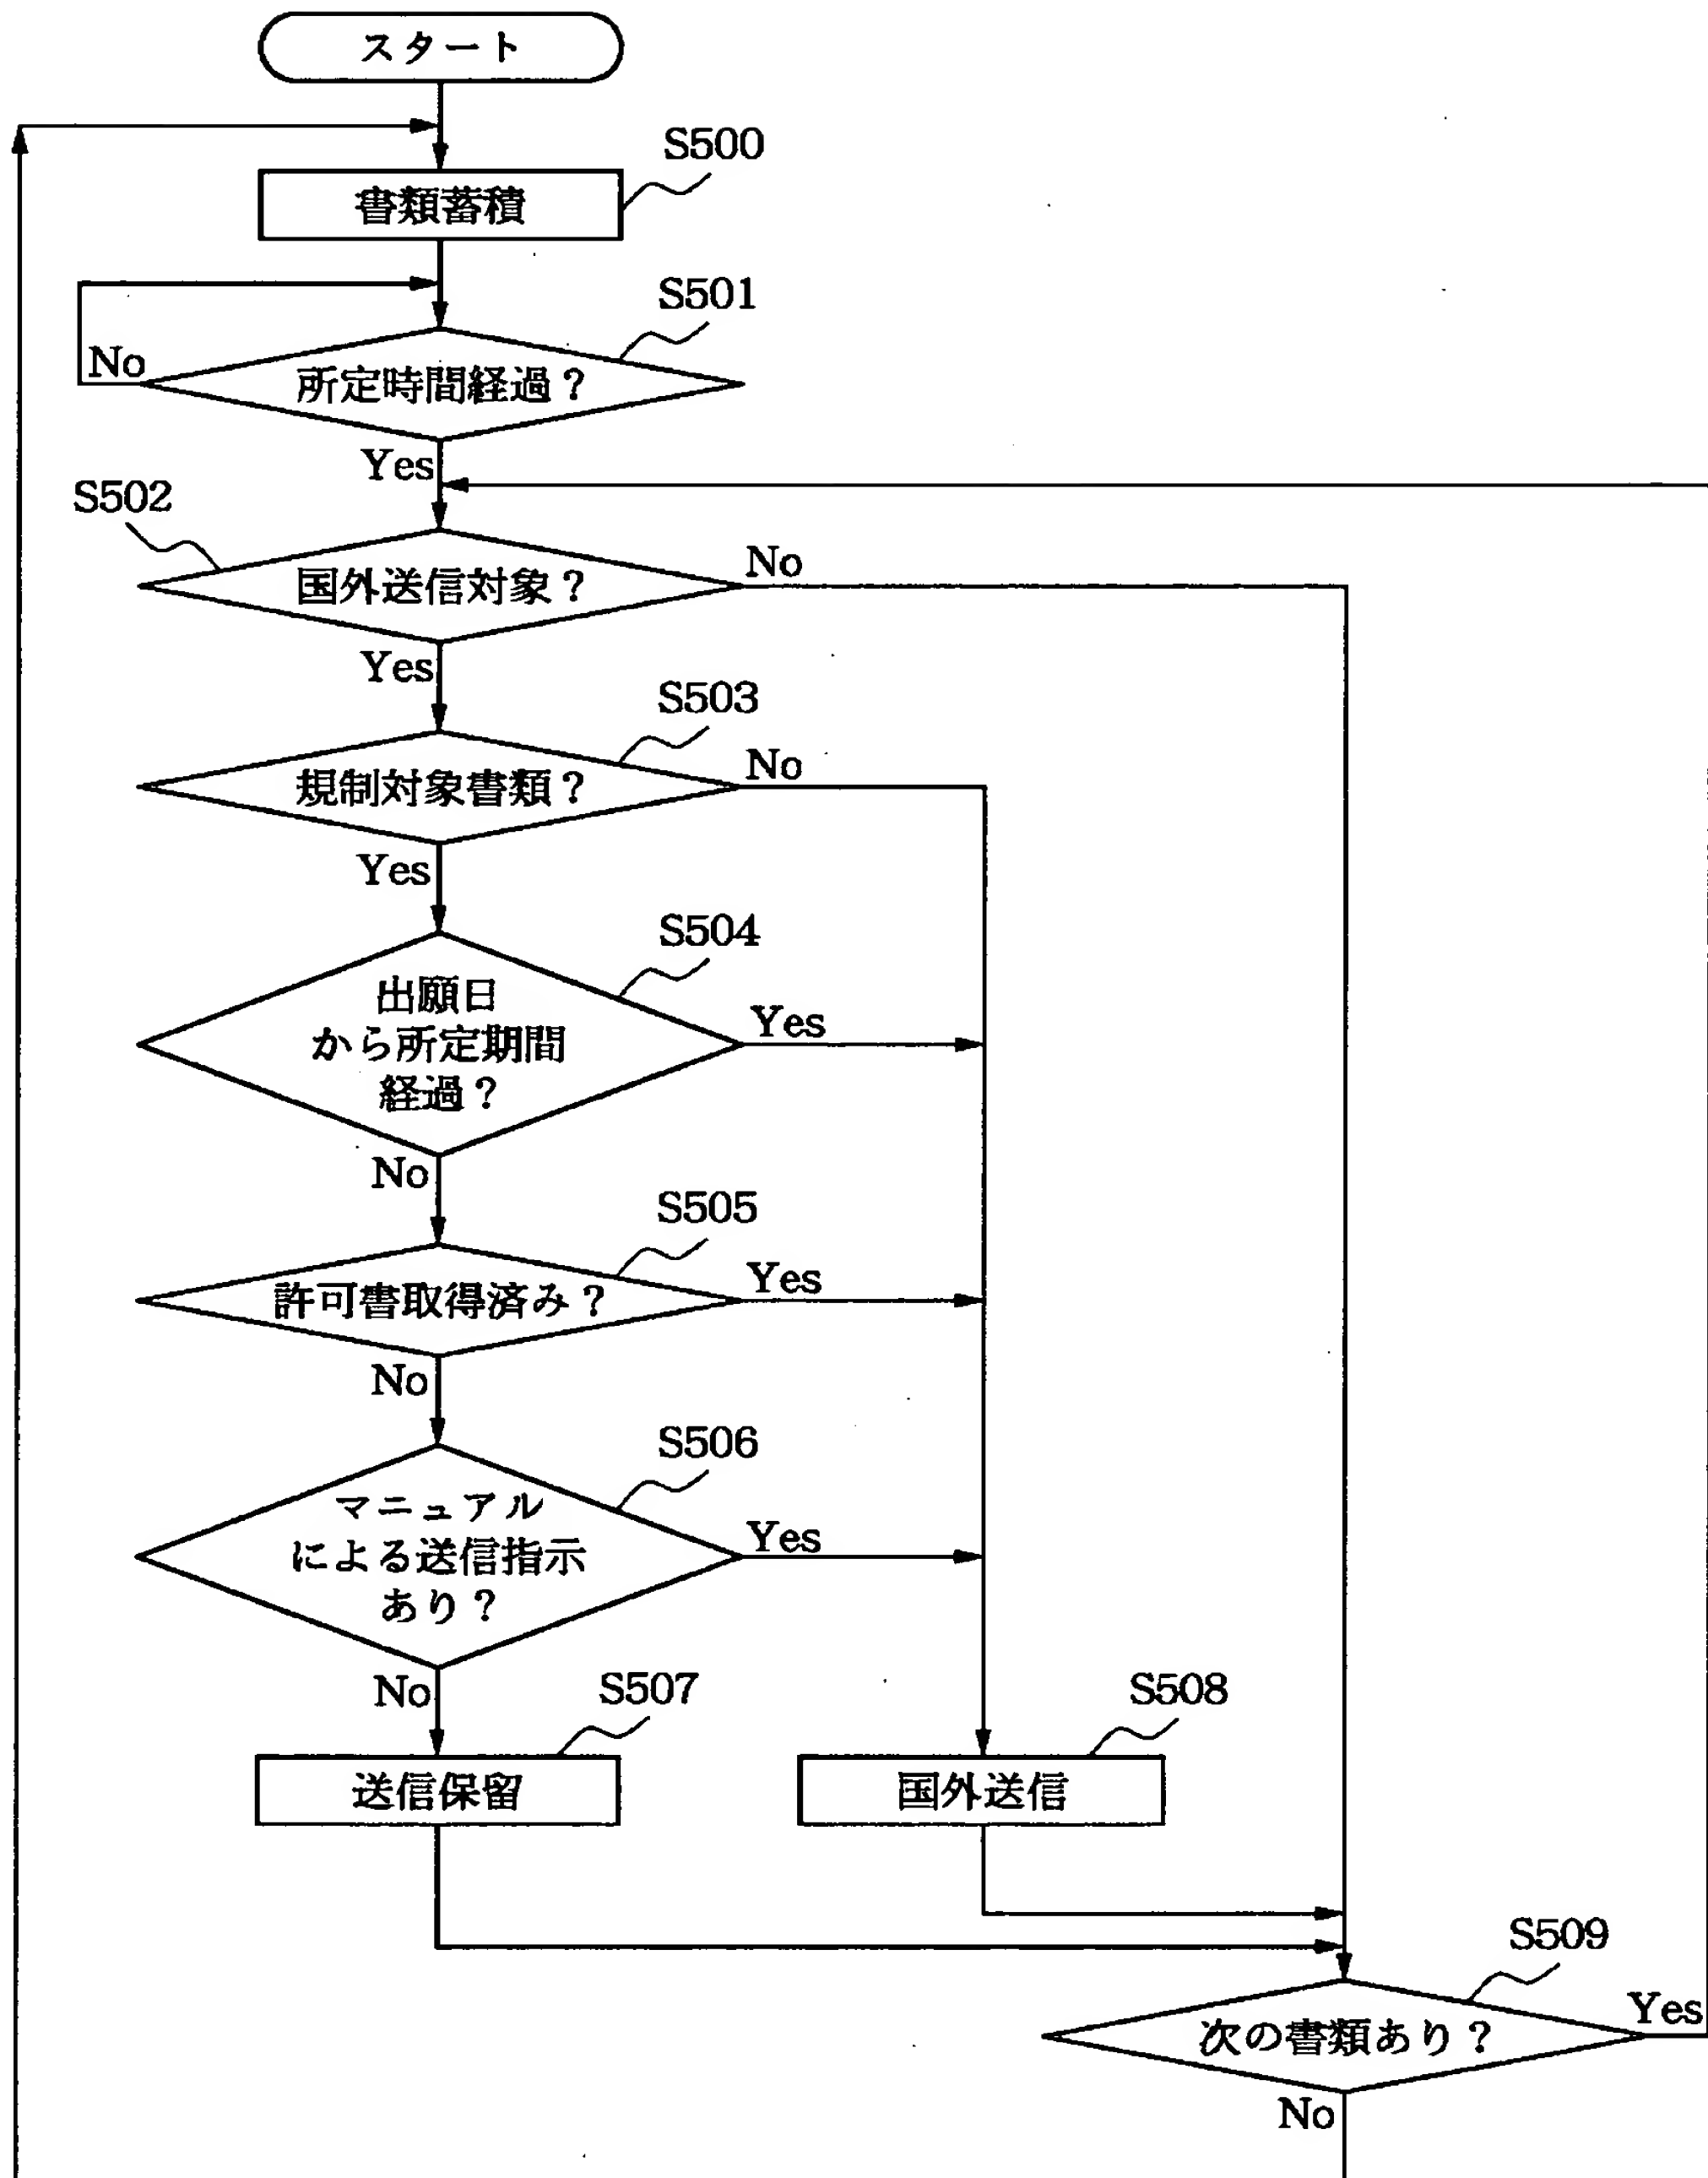 スタート
S500
書類蓄積
S501
No
所定時間経過？
Yes
S502
No
国外送信対象？
Yes
S503
No
規制対象書類？
Yes
S504
出願日
から所定期間
経過？
Yes
No
S505
許可書取得済み？
Yes
No
S506
マニュアル
による送信指示
あり？
Yes
No
S507
S508
送信保留
国外送信
S509
次の書類あり？
Yes
No